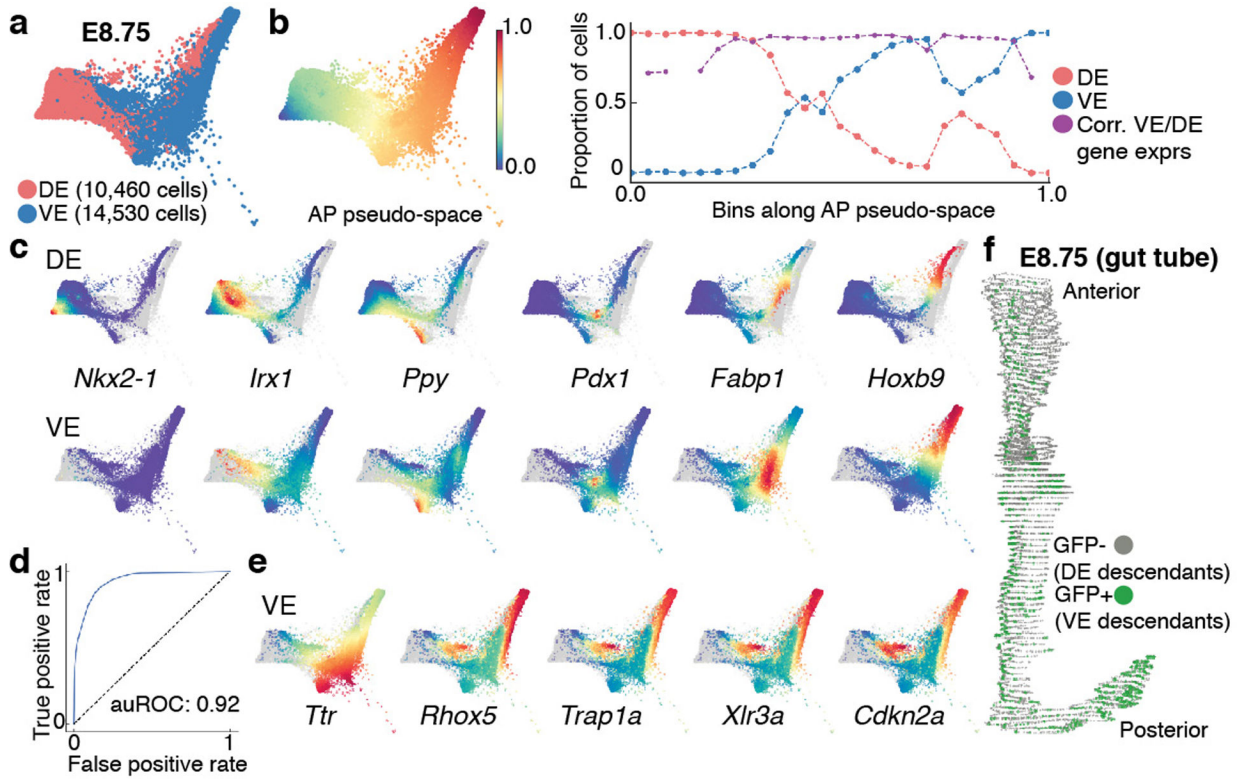 a
E8.75
DE (10,460 cells)
VE (14,530 cells)
b
1.0
0.0
AP pseudo-space
Proportion of cells
1.0
0.5
0
0.0
1.0
Bins along AP pseudo-space
DE
VE
Corr. VE/DE
gene exprs
c
DE
Nkx2-1
Irx1
Ppy
Pdx1
Fabp1
Hoxb9
VE
d
True positive rate
1
0
auROC: 0.92
0
1
False positive rate
e
VE
Ttr
Rhox5
Trap1a
Xlr3a
Cdkn2a
f
E8.75 (gut tube)
Anterior
GFP-
(DE descendants)
GFP+
(VE descendants)
Posterior